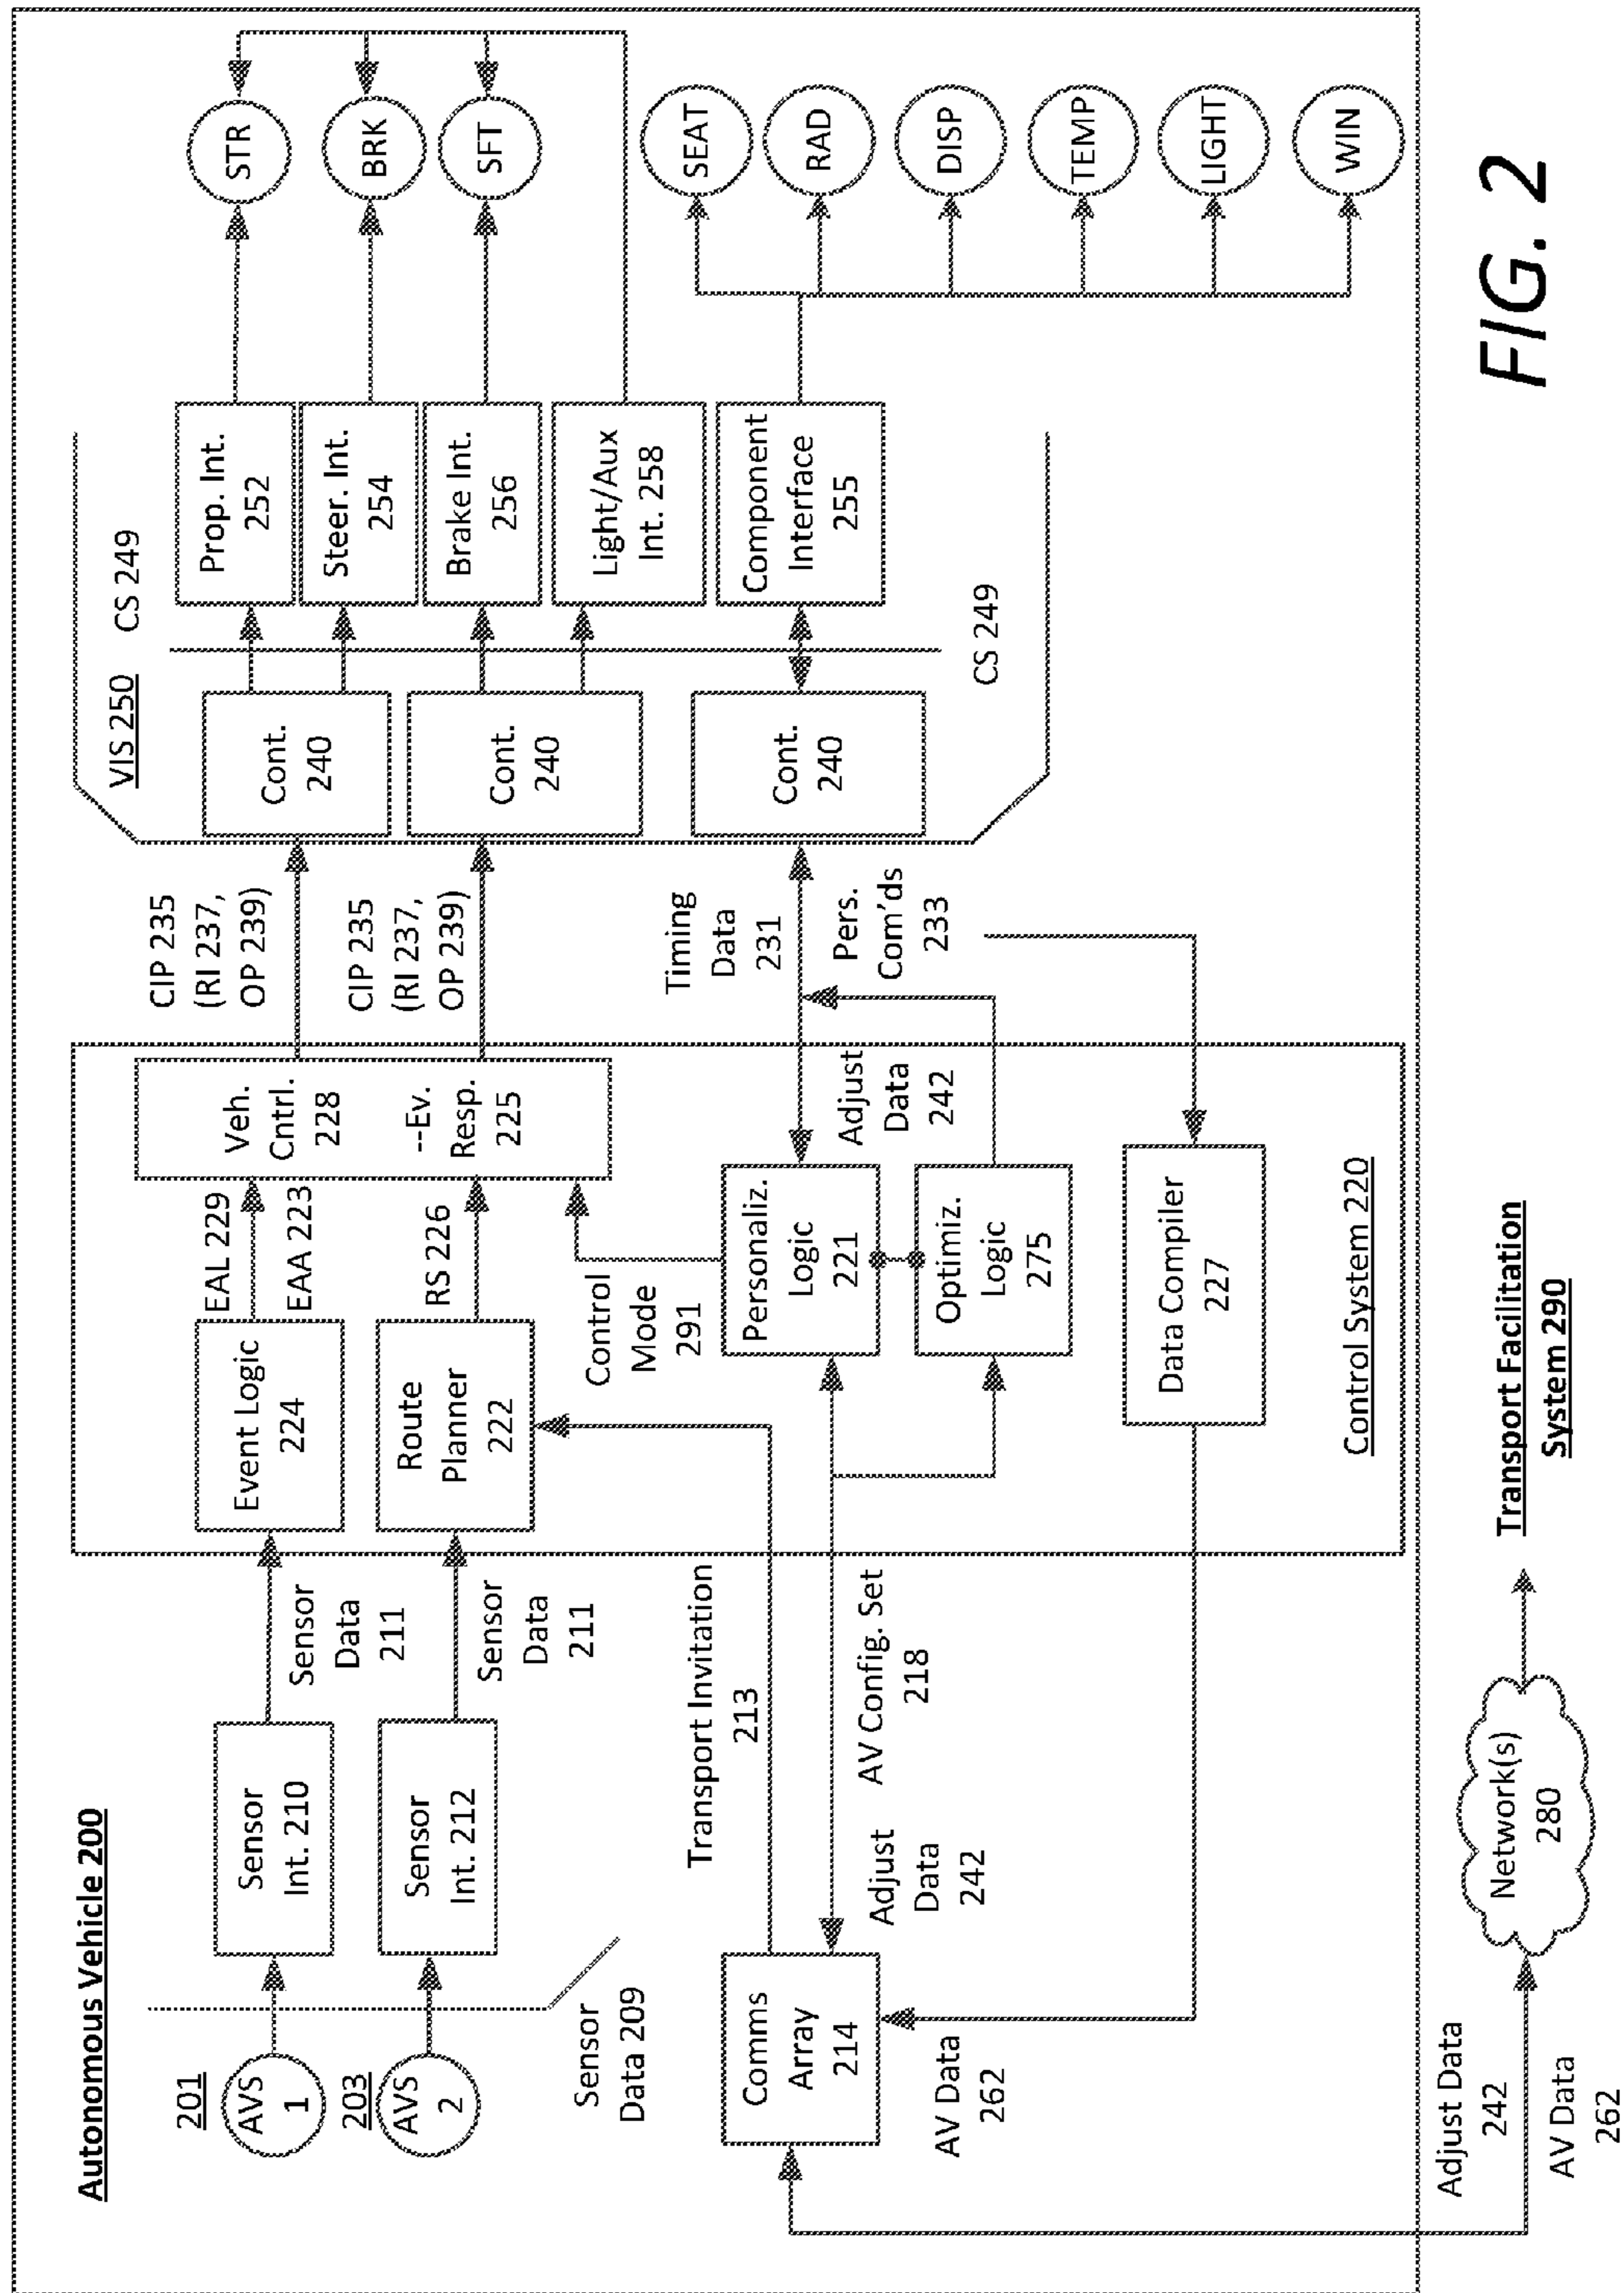 Autonomous Vehicle 200
201
AVS
1
203
AVS
2
Sensor
Data 209
Sensor
Int. 210
Sensor
Int. 212
Sensor
Data
211
Sensor
Data
211
Comms
Array
214
AV Data
262
Transport Invitation
213
AV Config. Set
218
Adjust
Data
242
Event Logic
224
Route
Planner
222
EAL 229
EAA 223
RS 226
Control
Mode
291
Veh.
Cntrl.
228
--Ev.
Resp.
225
Personaliz.
Logic
221
Optimiz.
Logic
275
Adjust
Data
242
Data Compiler
227
Control System 220
CIP 235
(RI 237,
OP 239)
CIP 235
(RI 237,
OP 239)
Timing
Data
231
Pers.
Com'ds
233
VIS 250
CS 249
Cont.
240
Cont.
240
Cont.
240
CS 249
Prop. Int.
252
Steer. Int.
254
Brake Int.
256
Light/Aux
Int. 258
Component
Interface
255
STR
BRK
SFT
SEAT
RAD
DISP
TEMP
LIGHT
WIN
Adjust Data
242
AV Data
262
Network(s)
280
Transport Facilitation
System 290
FIG. 2